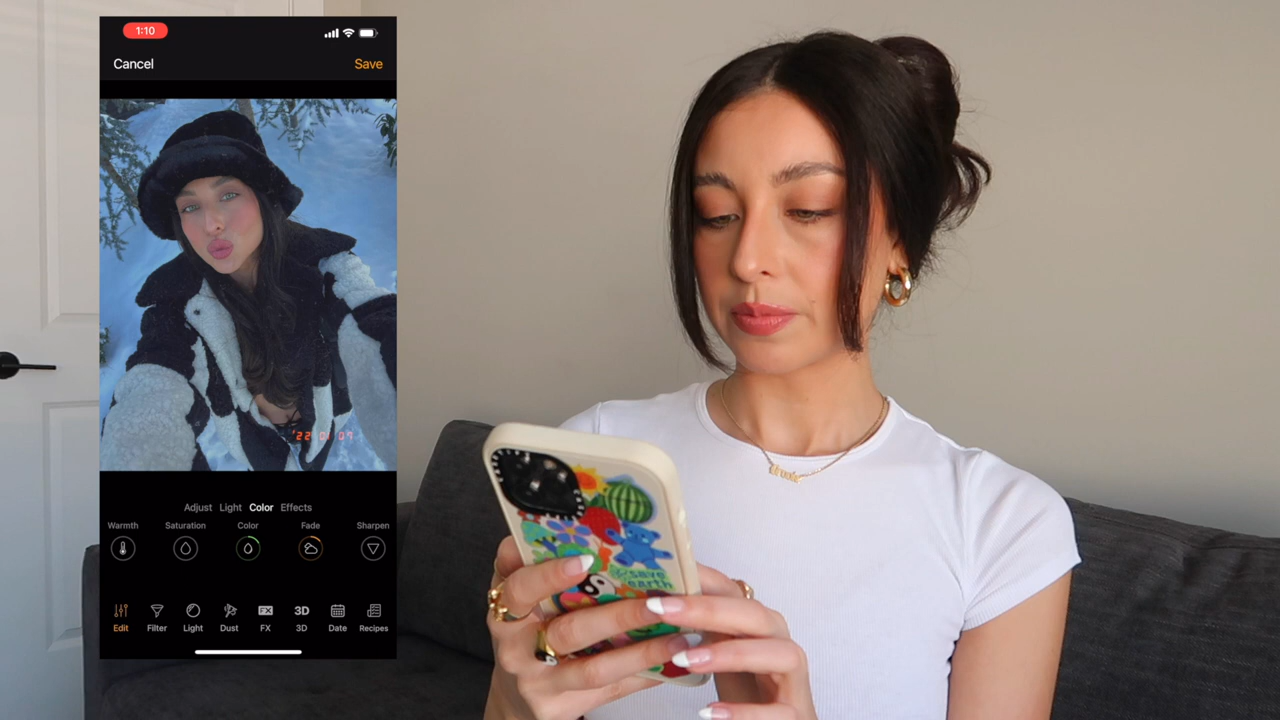 1:10
Cancel Save
'22 01 07
Adjust Light Color Effects
Warmth Saturation Color Fade Sharpen
FX 3D
Edit Filter Light Dust FX 3D Date Recipes
save
earth